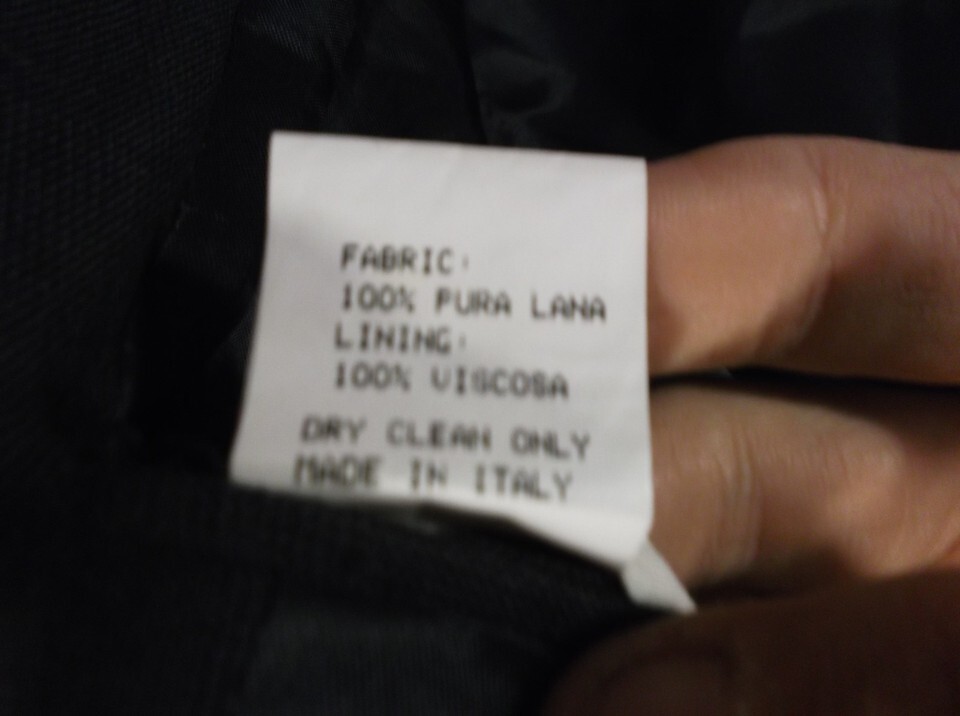 FABRIC:
100% PURA LANA
LINING:
100% VISCOSA
DRY CLEAN ONLY
MADE IN ITALY